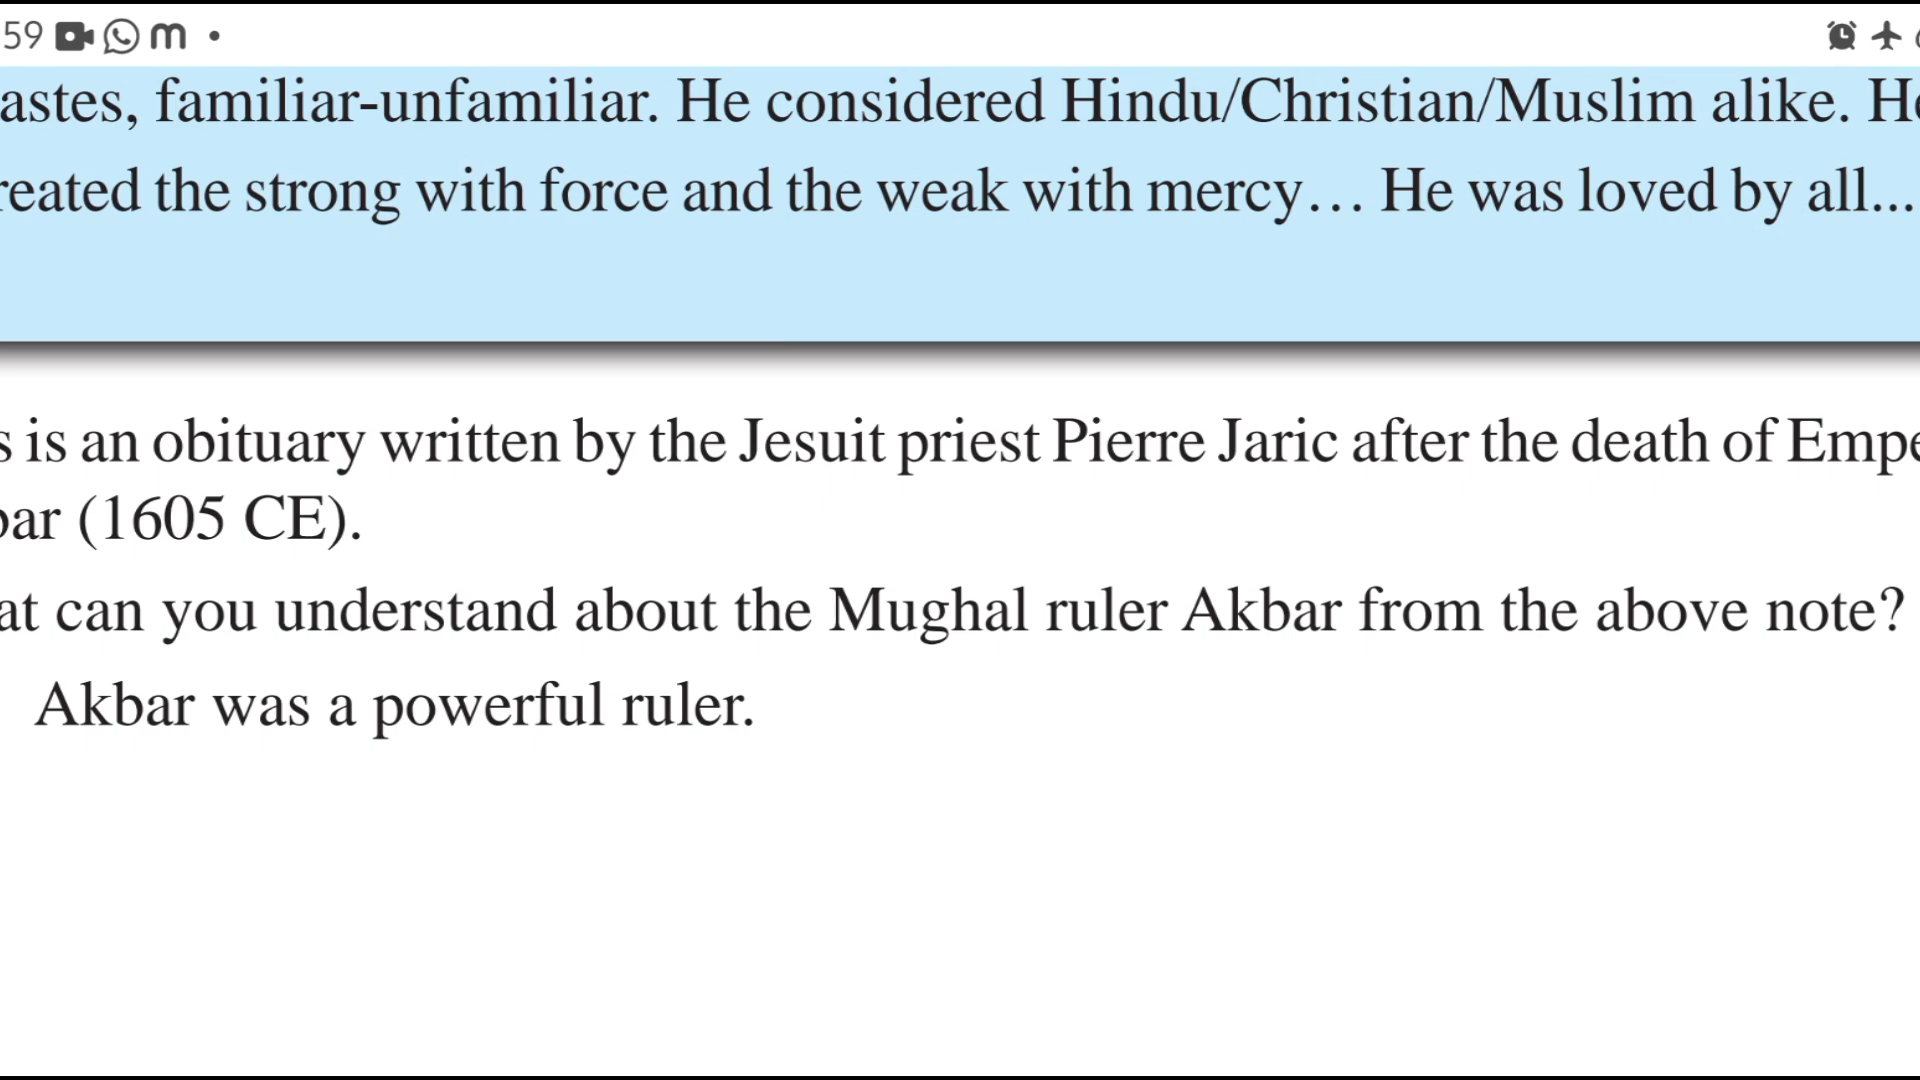 59
astes, familiar-unfamiliar. He considered Hindu/Christian/Muslim alike. He
reated the strong with force and the weak with mercy… He was loved by all...
s is an obituary written by the Jesuit priest Pierre Jaric after the death of Empe
bar (1605 CE).
at can you understand about the Mughal ruler Akbar from the above note?
Akbar was a powerful ruler.